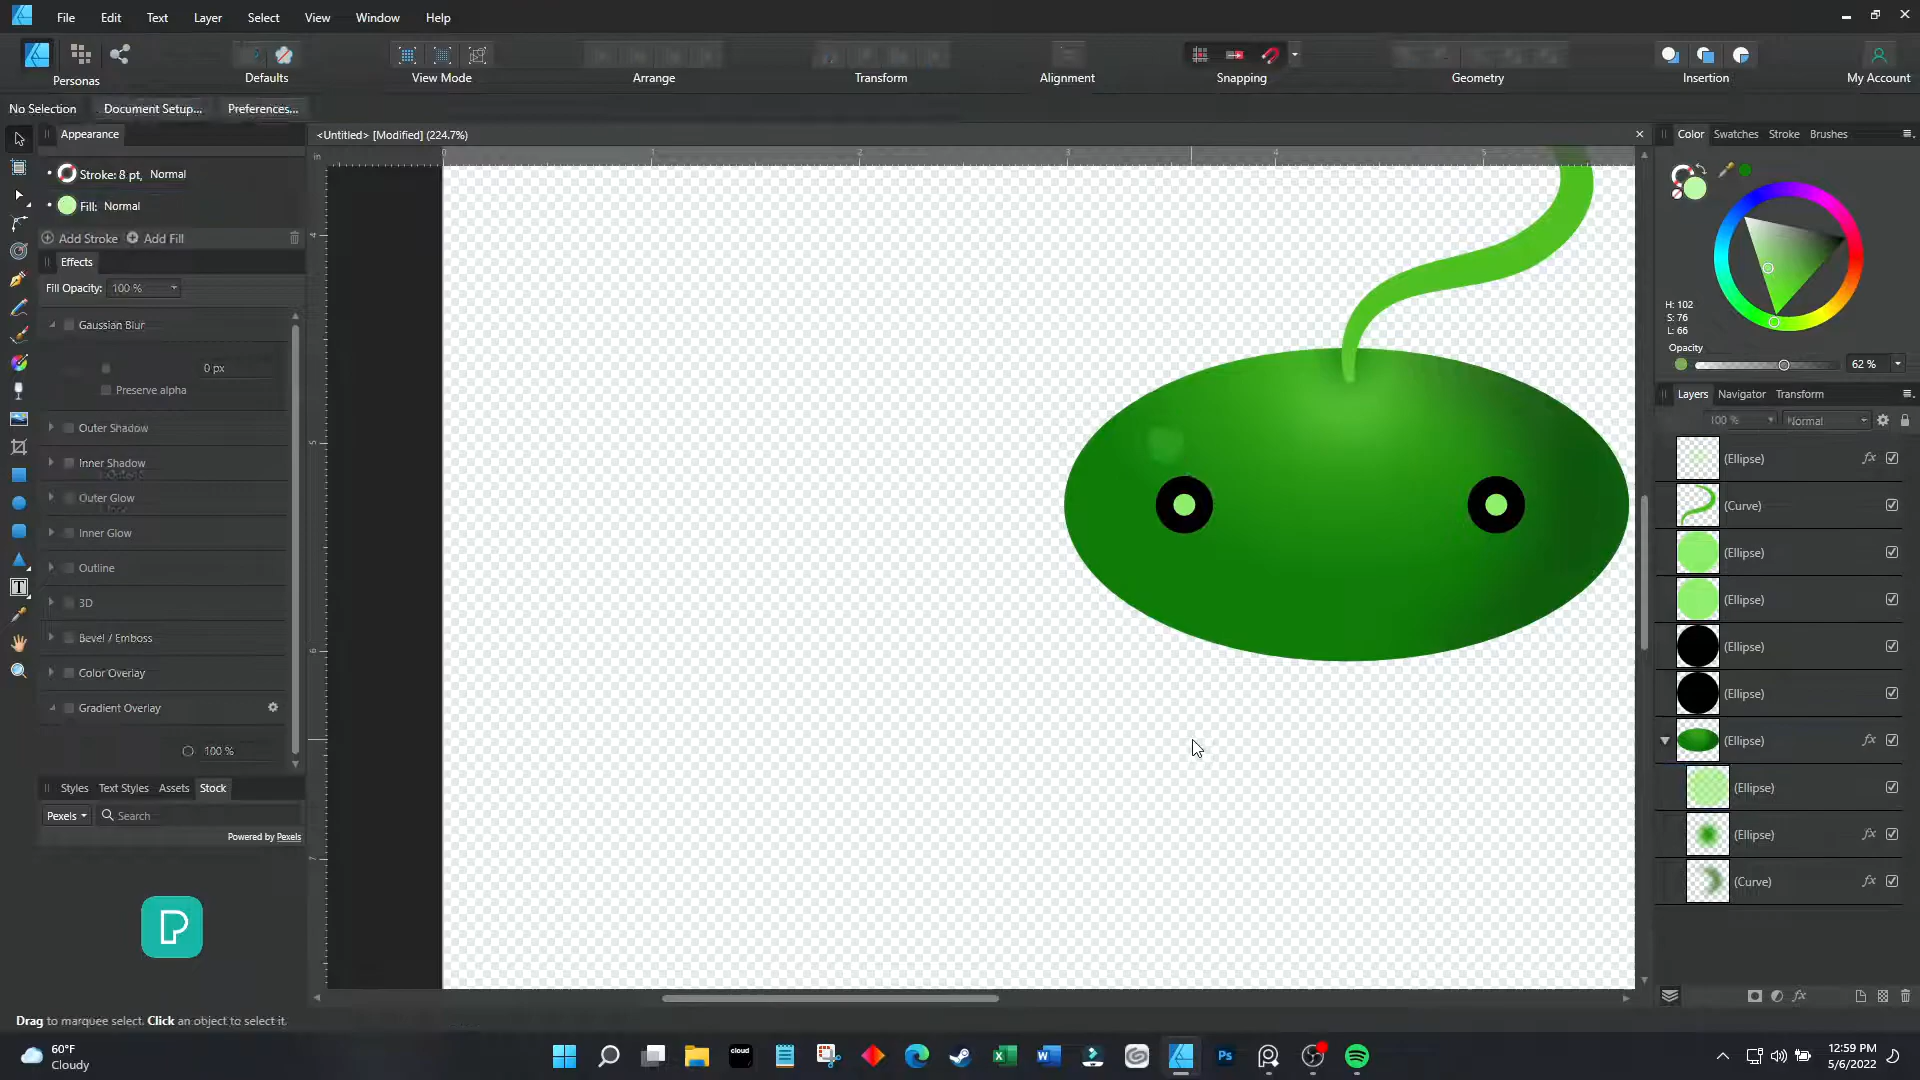 File Edit Text Layer Select View Window Help
Personas Defaults View Mode Arrange Transform Alignment Snapping Geometry Insertion My Account
No Selection Document Setup... Preferences...
Appearance
<Untitled> [Modified] (224.7%)
Color Swatches Stroke Brushes
Stroke: 8 pt, Normal
Fill: Normal
Add Stroke Add Fill
Effects
Fill Opacity: 100 %
H: 102
S: 76
L: 66
Opacity
62 %
Gaussian Blur
0 px
Preserve alpha
Outer Shadow
Inner Shadow
Outer Glow
Inner Glow
Outline
3D
Bevel / Emboss
Color Overlay
Gradient Overlay
100 %
Layers Navigator Transform
100 % Normal
(Ellipse) fx
(Curve)
(Ellipse)
(Ellipse)
(Ellipse)
(Ellipse)
(Ellipse) fx
(Ellipse)
(Ellipse) fx
(Curve) fx
Styles Text Styles Assets Stock
Pexels Search
Powered by Pexels
Drag to marquee select. Click an object to select it.
60°F
Cloudy
cloud
Ps
12:59 PM
5/6/2022